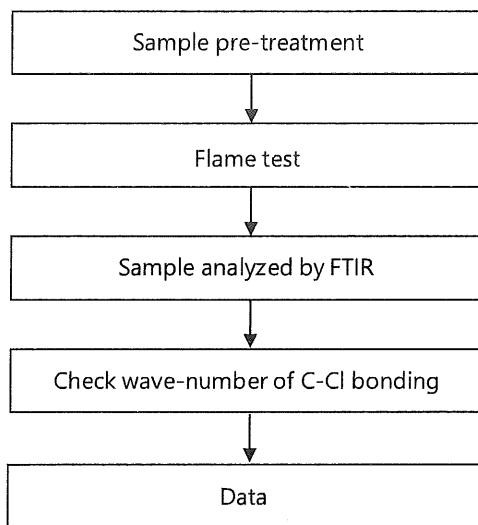 Sample pre-treatment
Flame test
Sample analyzed by FTIR
Check wave-number of C-Cl bonding
Data